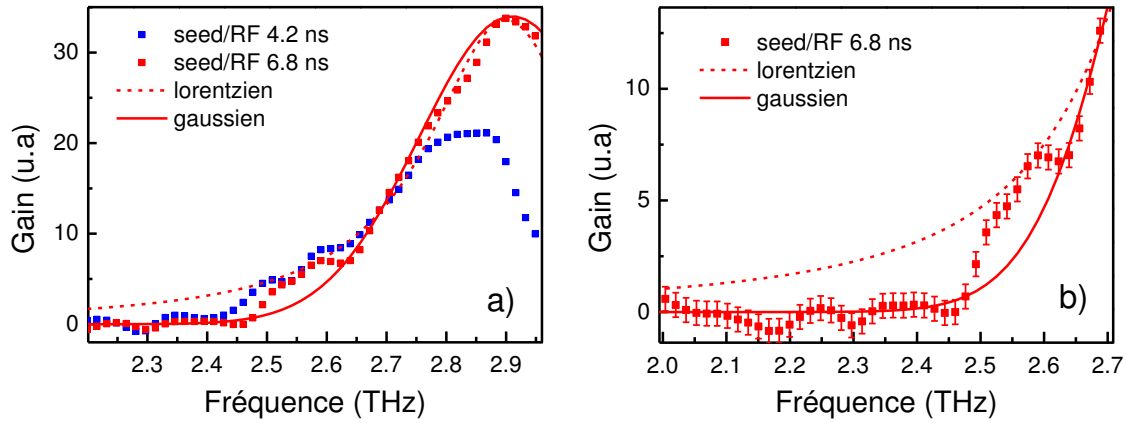 seed/RF 4.2 ns
seed/RF 6.8 ns
lorentzien
gaussien
30
20
10
0
Gain (u.a)
a)
2.3 2.4 2.5 2.6 2.7 2.8 2.9
Fréquence (THz)
seed/RF 6.8 ns
lorentzien
gaussien
10
5
0
Gain (u.a)
b)
2.0 2.1 2.2 2.3 2.4 2.5 2.6 2.7
Fréquence (THz)